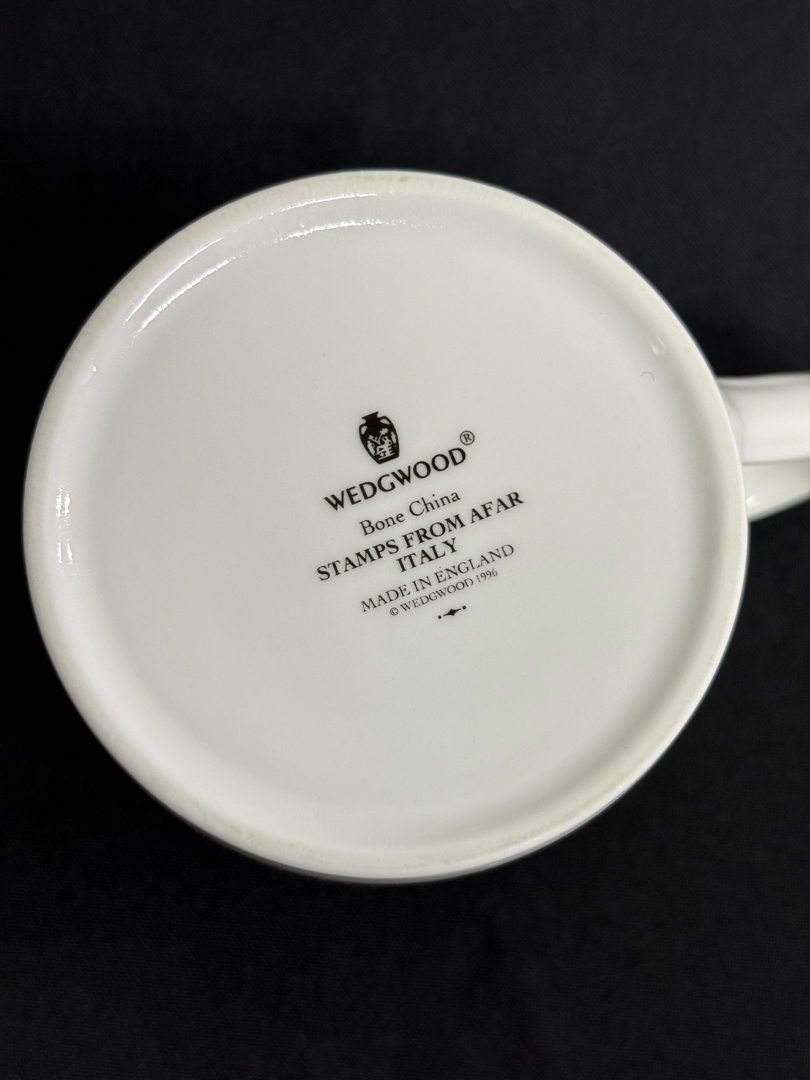 WEDGWOOD®
Bone China
STAMPS FROM AFAR
ITALY
MADE IN ENGLAND
© WEDGWOOD 1996